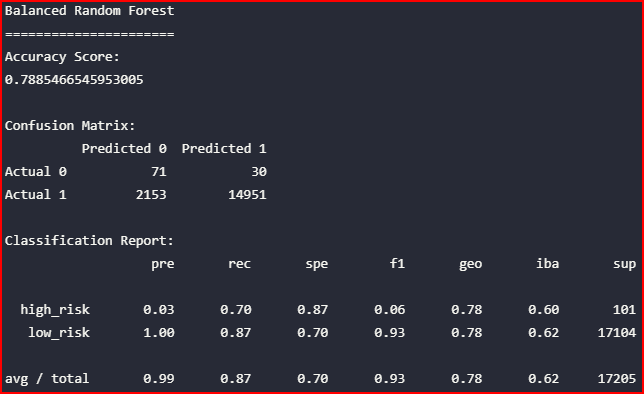 Balanced Random Forest
======================
Accuracy Score:
0.7885466545953005
Confusion Matrix:
Predicted 0 Predicted 1
Actual 0 71 30
Actual 1 2153 14951
Classification Report:
pre rec spe f1 geo iba sup
high_risk 0.03 0.70 0.87 0.06 0.78 0.60 101
low_risk 1.00 0.87 0.70 0.93 0.78 0.62 17104
avg / total 0.99 0.87 0.70 0.93 0.78 0.62 17205